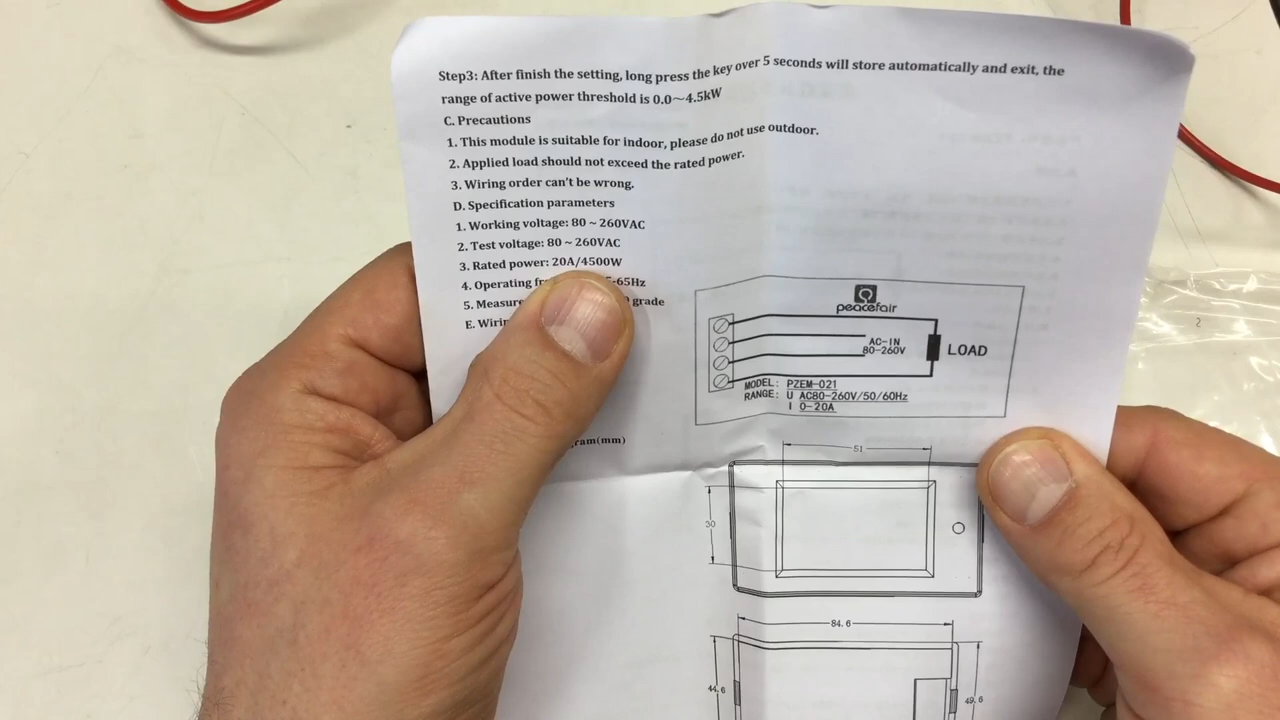 Step3: After finish the setting, long press the key over 5 seconds will store automatically and exit, the
range of active power threshold is 0.0~4.5kW
C. Precautions
1. This module is suitable for indoor, please do not use outdoor.
2. Applied load should not exceed the rated power.
3. Wiring order can't be wrong.
D. Specification parameters
1. Working voltage: 80 ~ 260VAC
2. Test voltage: 80 ~ 260VAC
3. Rated power: 20A/4500W
4. Operating -65Hz
5. grade
E.
peacefair
AC-IN
80-260V
LOAD
MODEL: PZEM-021
RANGE: U AC80-260V/50/60Hz
I 0-20A
ram(mm)
51
30
84.6
44.6
49.6